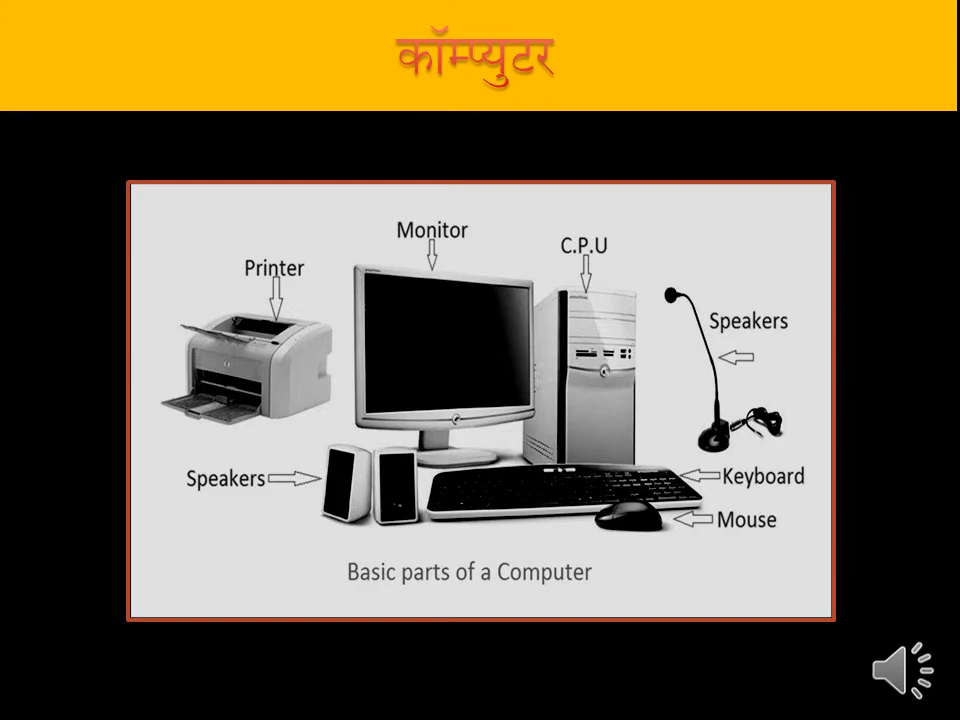 कॉम्प्युटर
Monitor
C.P.U
Printer
Speakers
Speakers
Keyboard
Mouse
Basic parts of a Computer